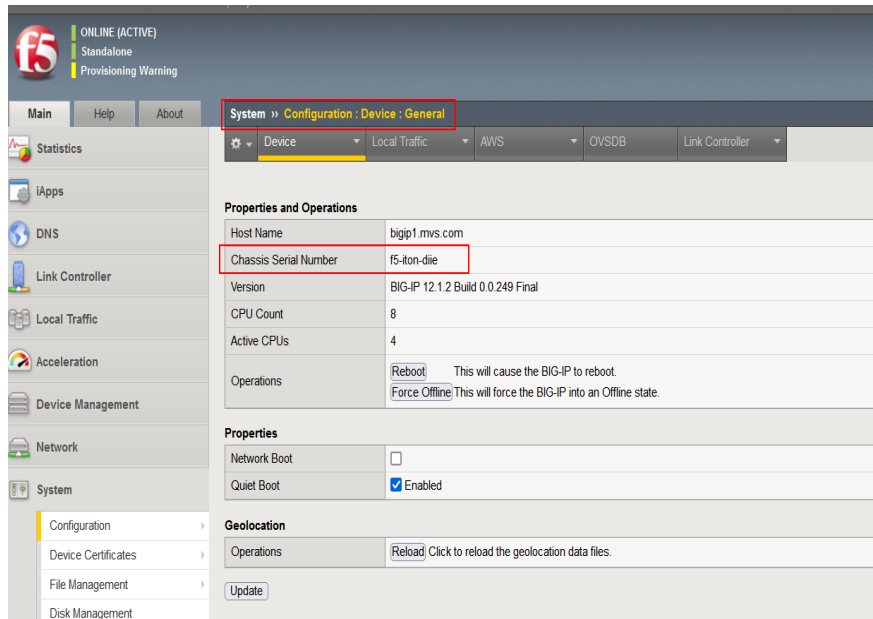 f5
ONLINE (ACTIVE)
Standalone
Provisioning Warning
Main Help About
System ›› Configuration : Device : General
Device Local Traffic AWS OVSDB Link Controller
Statistics
iApps
DNS
Link Controller
Local Traffic
Acceleration
Device Management
Network
System
Configuration
Device Certificates
File Management
Disk Management
Properties and Operations
Host Name bigip1.mvs.com
Chassis Serial Number f5-iton-diie
Version BIG-IP 12.1.2 Build 0.0.249 Final
CPU Count 8
Active CPUs 4
Operations
Reboot This will cause the BIG-IP to reboot.
Force Offline This will force the BIG-IP into an Offline state.
Properties
Network Boot
Quiet Boot Enabled
Geolocation
Operations Reload Click to reload the geolocation data files.
Update